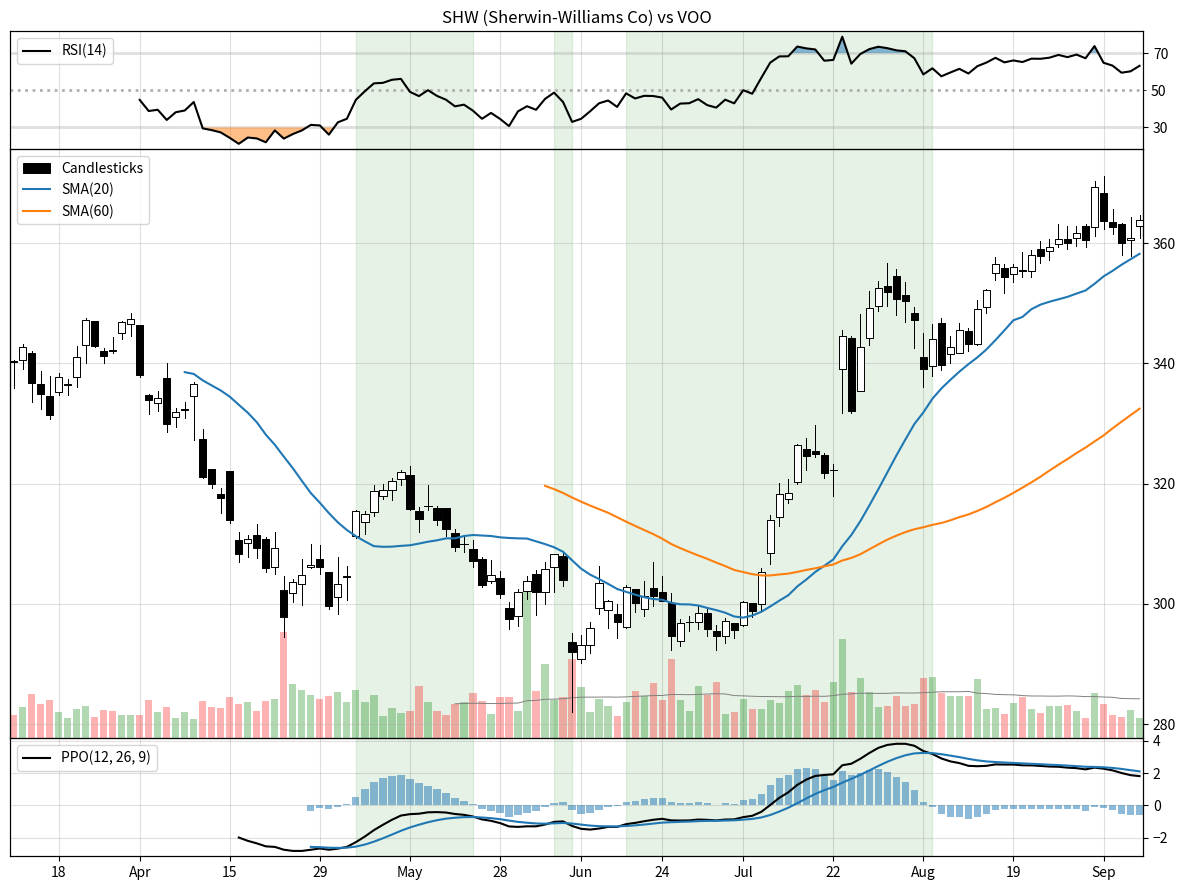 SHW (Sherwin-Williams Co) vs VOO
RSI(14)
70
50
30
Candlesticks
SMA(20)
SMA(60)
360
340
320
300
280
PPO(12, 26, 9)
4
2
0
−2
18 Apr 15 29 May 28 Jun 24 Jul 22 Aug 19 Sep